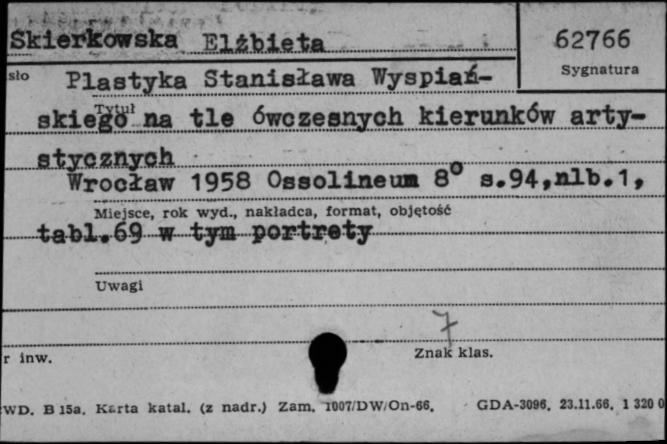 Skierkowska Elżbieta
62766
Sygnatura
sło
Plastyka Stanisława Wyspiań-
Tytuł
skiego na tle ówczesnych kierunków arty-
stycznych
Wrocław 1958 Ossolineum 8° s.94,nlb.1,
Miejsce, rok wyd., nakładca, format, objętość
tabl.69 w tym portrety
Uwagi
7
r inw.
Znak klas.
WD. B 15a. Karta katal. (z nadr.) Zam. 1007/DW/On-66. GDA-3096. 23.11.66. 1 320 0